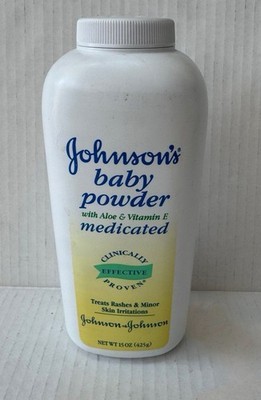 Johnson's
baby
powder
with Aloe & Vitamin E
medicated
CLINICALLY
EFFECTIVE
PROVEN*
Treats Rashes & Minor
Skin Irritations
Johnson & Johnson
NET WT 15 OZ (425g)